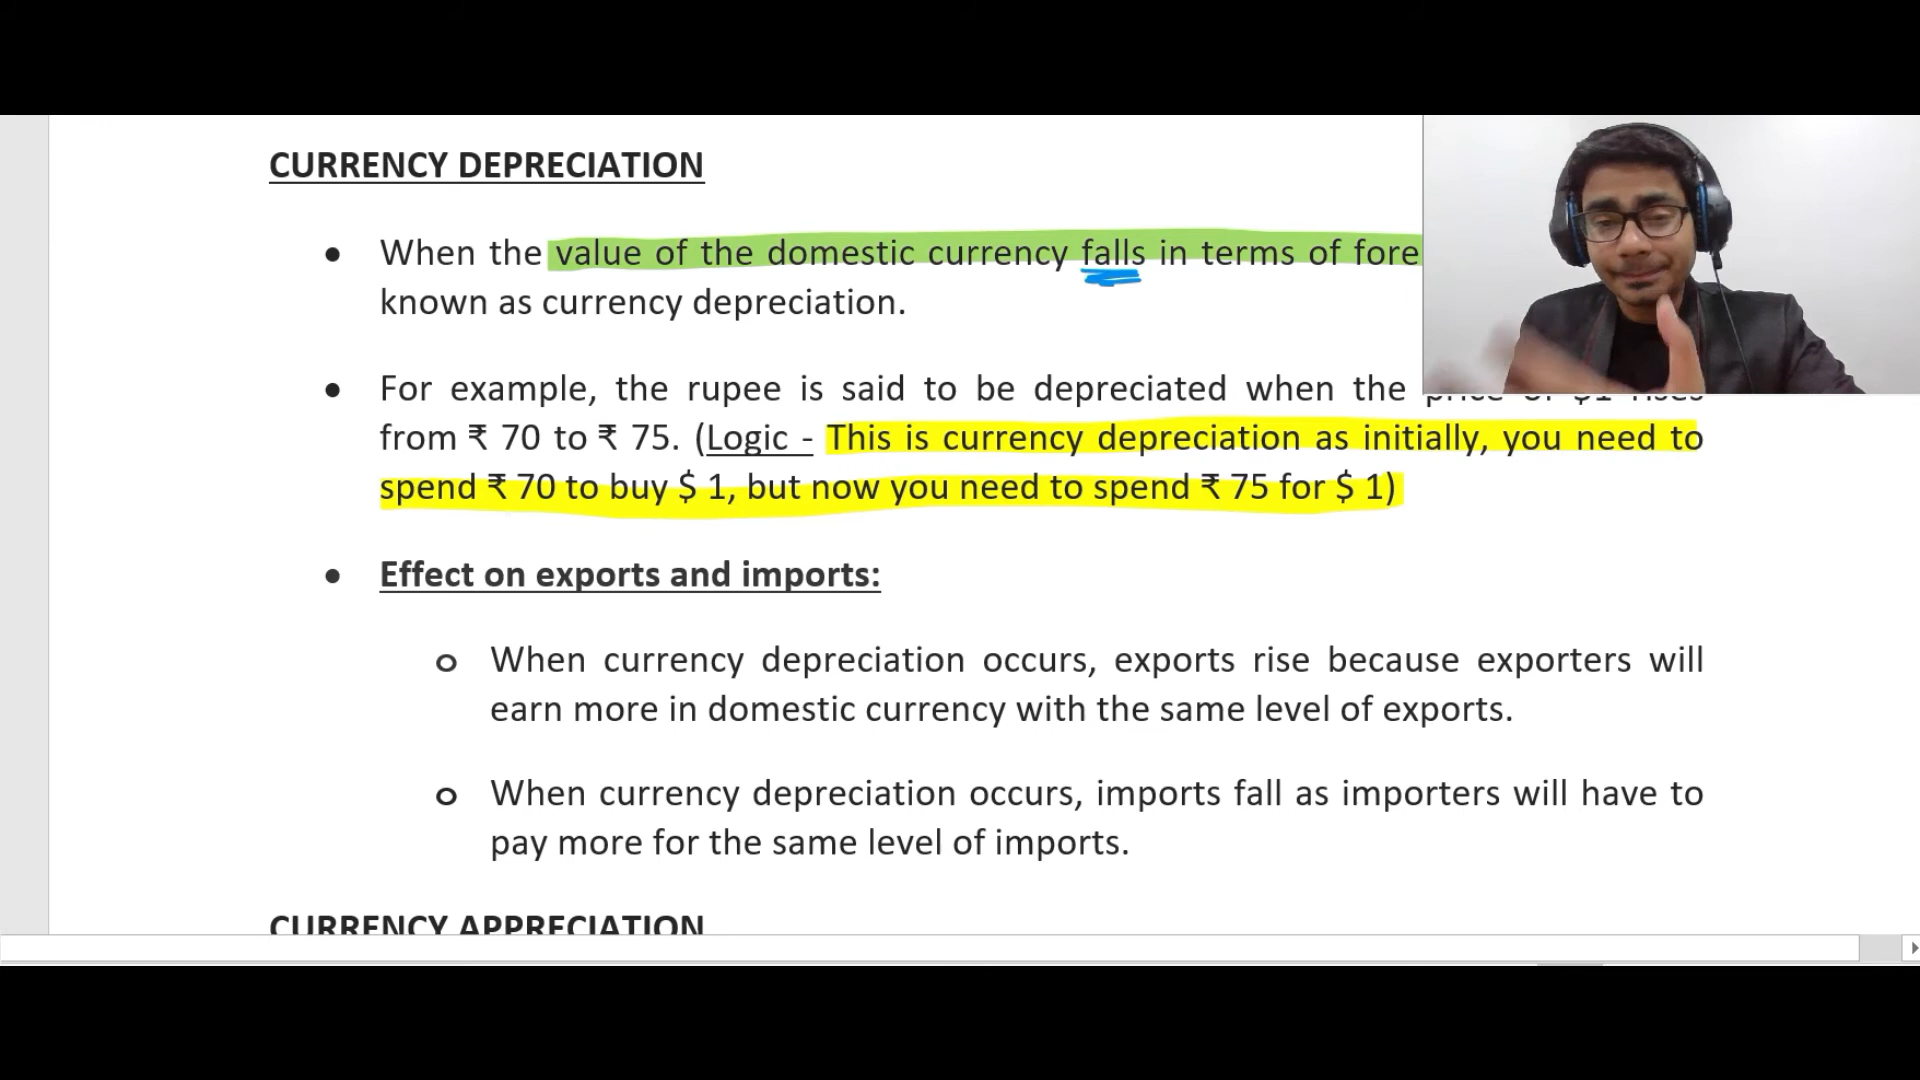 CURRENCY DEPRECIATION
• When the value of the domestic currency falls in terms of fore
known as currency depreciation.
• For example, the rupee is said to be depreciated when the price of $1 rises
from ₹ 70 to ₹ 75. (Logic - This is currency depreciation as initially, you need to
spend ₹ 70 to buy $ 1, but now you need to spend ₹ 75 for $ 1)
• Effect on exports and imports:
o When currency depreciation occurs, exports rise because exporters will
earn more in domestic currency with the same level of exports.
o When currency depreciation occurs, imports fall as importers will have to
pay more for the same level of imports.
CURRENCY APPRECIATION